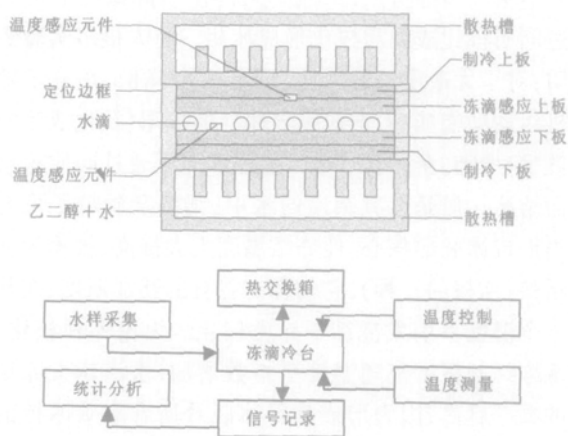 温度感应元件
定位边框
水滴
温度感应元件
乙二醇+水
散热槽
制冷上板
冻滴感应上板
冻滴感应下板
制冷下板
散热槽
热交换箱
水样采集
温度控制
冻滴冷台
统计分析
温度测量
信号记录